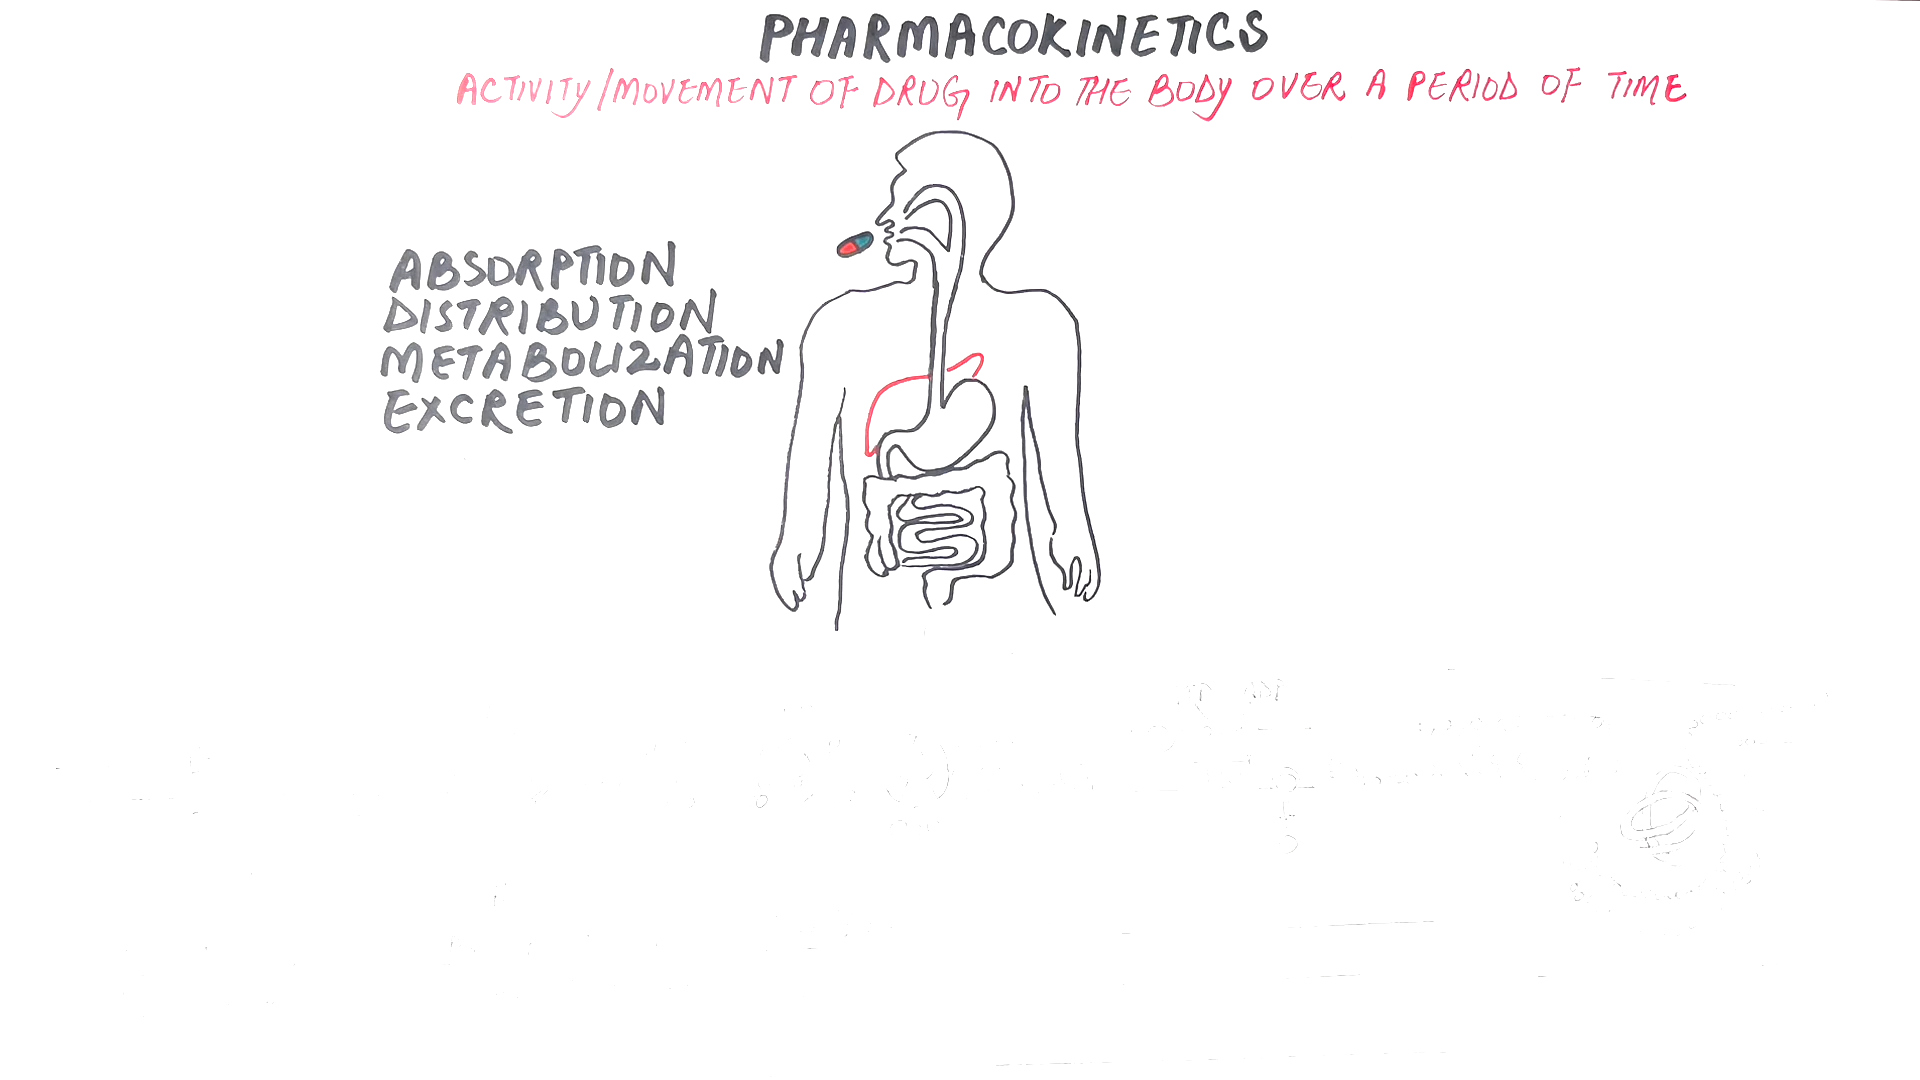 PHARMACOKINETICS
ACTIVITY/MOVEMENT OF DRUG INTO THE BODY OVER A PERIOD OF TIME
ABSORPTION
DISTRIBUTION
METABOLIZATION
EXCRETION